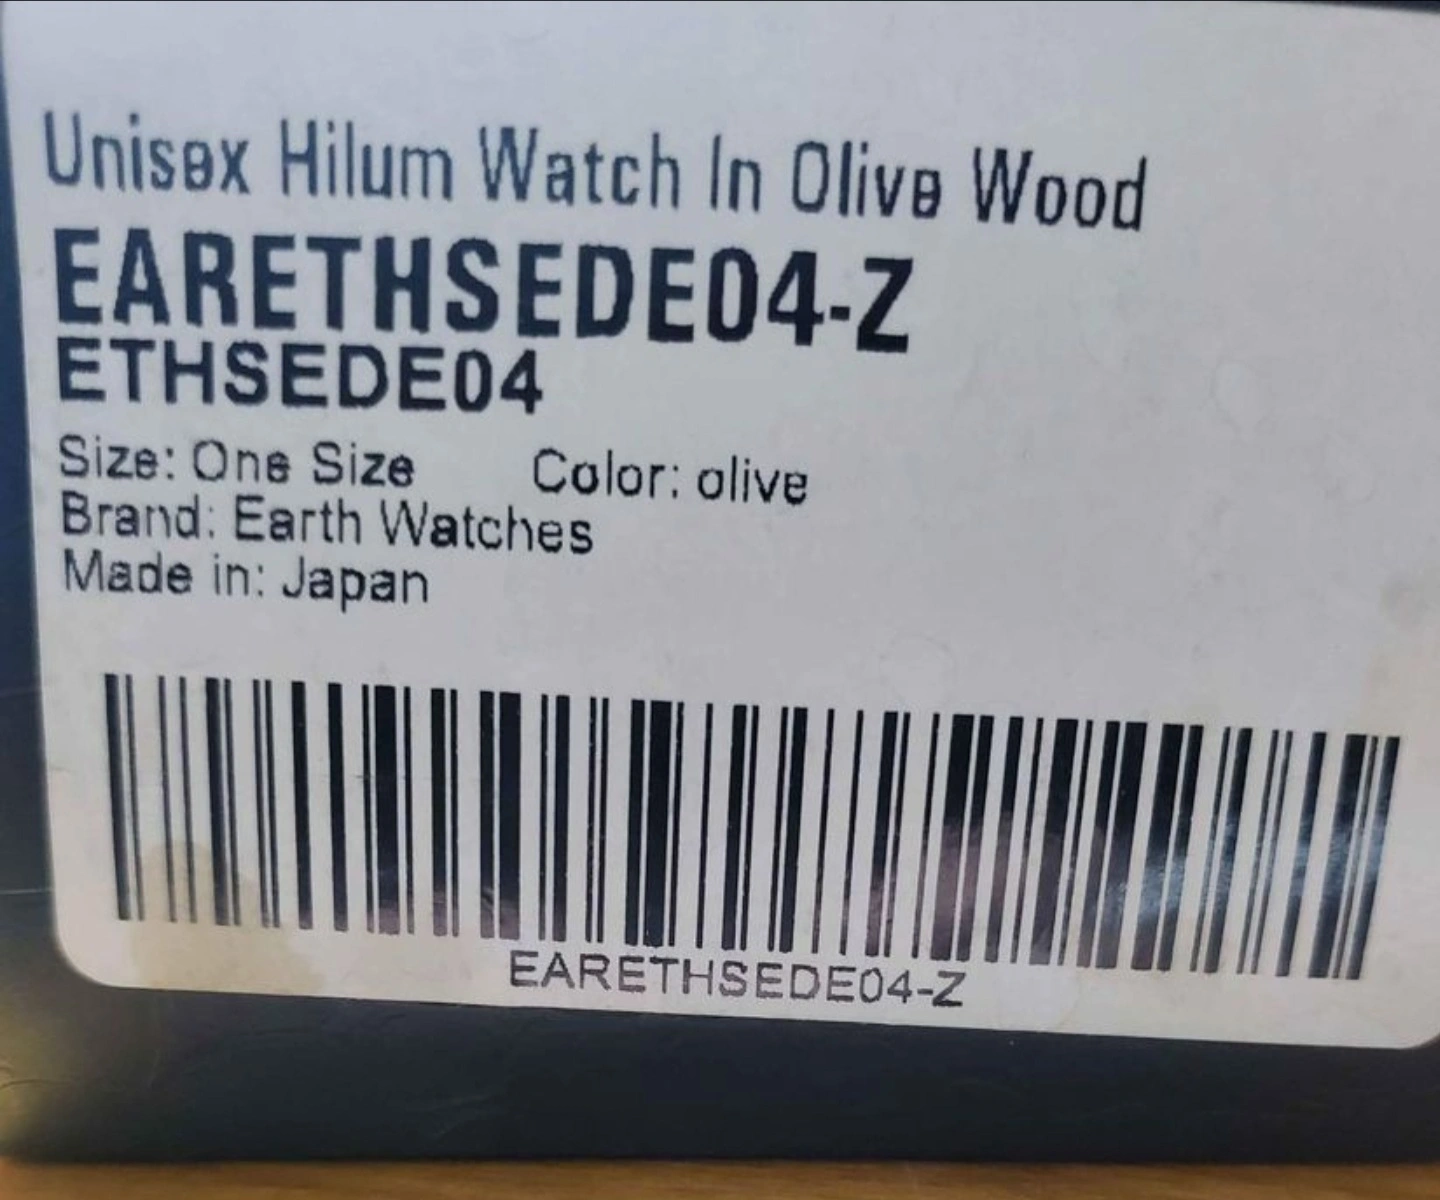 Unisex Hilum Watch In Olive Wood
EARETHSEDE04-Z
ETHSEDE04
Size: One Size Color: olive
Brand: Earth Watches
Made in: Japan
EARETHSEDE04-Z